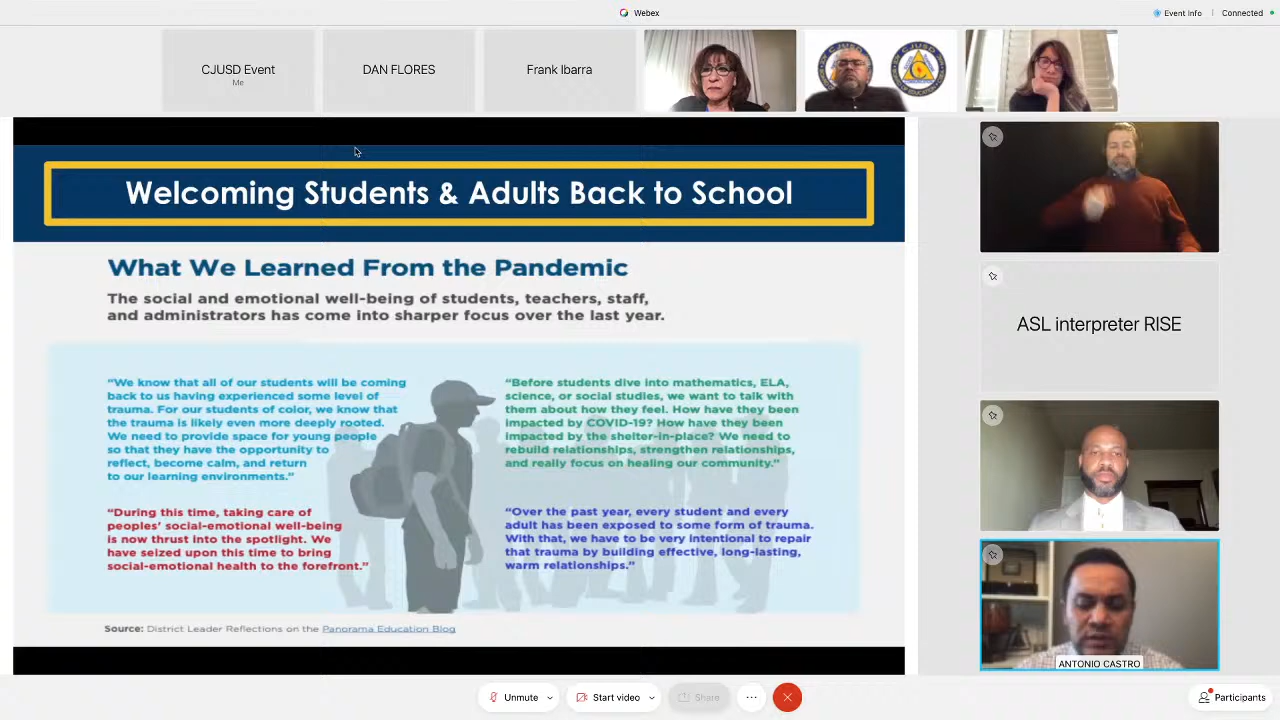 Webex
Event Info
Connected
CJUSD Event
Me
DAN FLORES
Frank Ibarra
CJUSD
CJUSD
Welcoming Students & Adults Back to School
What We Learned From the Pandemic
The social and emotional well-being of students, teachers, staff,
and administrators has come into sharper focus over the last year.
“We know that all of our students will be coming
back to us having experienced some level of
trauma. For our students of color, we know that
the trauma is likely even more deeply rooted.
We need to provide space for young people
so that they have the opportunity to
reflect, become calm, and return
to our learning environments.”
“Before students dive into mathematics, ELA,
science, or social studies, we want to talk with
them about how they feel. How have they been
impacted by COVID-19? How have they been
impacted by the shelter-in-place? We need to
rebuild relationships, strengthen relationships,
and really focus on healing our community.”
“During this time, taking care of
peoples’ social-emotional well-being
is now thrust into the spotlight. We
have seized upon this time to bring
social-emotional health to the forefront.”
“Over the past year, every student and every
adult has been exposed to some form of trauma.
With that, we have to be very intentional to repair
that trauma by building effective, long-lasting,
warm relationships.”
Source: District Leader Reflections on the Panorama Education Blog
ASL interpreter RISE
ANTONIO CASTRO
Unmute
Start video
Share
Participants